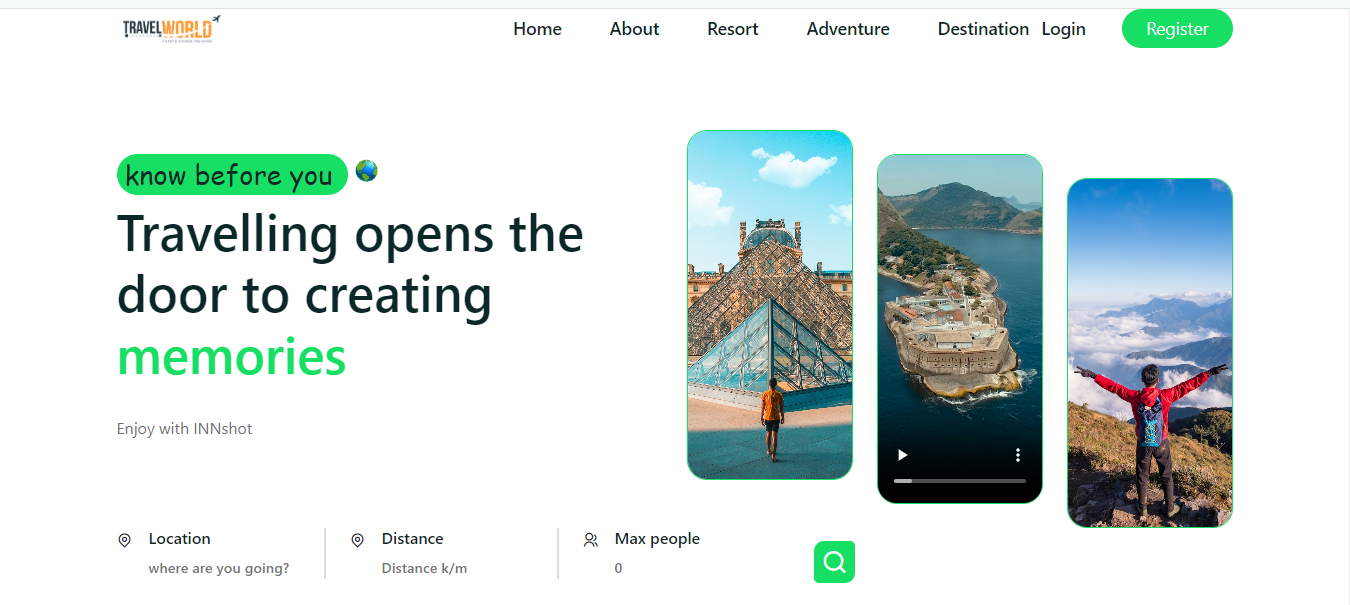 TRAVELWORLD
Home About Resort Adventure Destination Login Register
know before you
Travelling opens the
door to creating
memories
Enjoy with INNshot
Location Distance Max people
where are you going? Distance k/m 0